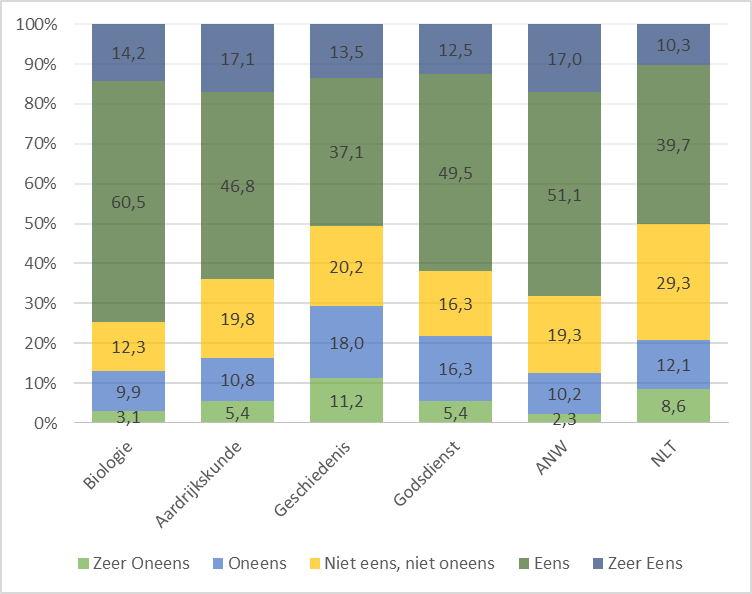 100%
90%
80%
70%
60%
50%
40%
30%
20%
10%
0%
14,2 17,1 13,5 12,5 17,0 10,3
60,5 46,8 37,1 49,5 51,1 39,7
12,3 19,8 20,2 16,3 19,3 29,3
9,9 10,8 18,0 16,3 10,2 12,1
3,1 5,4 11,2 5,4 2,3 8,6
Biologie Aardrijkskunde Geschiedenis Godsdienst ANW NLT
Zeer Oneens Oneens Niet eens, niet oneens Eens Zeer Eens